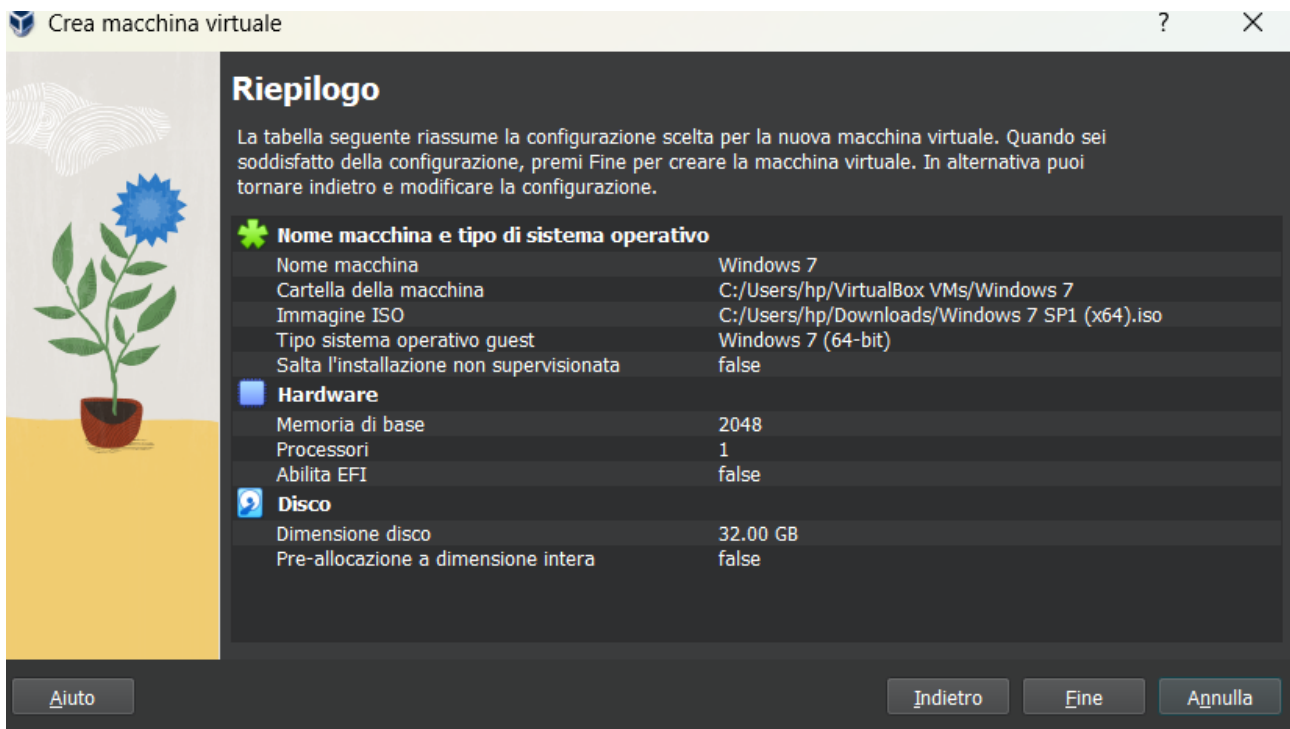 Crea macchina virtuale
?
Riepilogo
La tabella seguente riassume la configurazione scelta per la nuova macchina virtuale. Quando sei
soddisfatto della configurazione, premi Fine per creare la macchina virtuale. In alternativa puoi
tornare indietro e modificare la configurazione.
Nome macchina e tipo di sistema operativo
Nome macchina Windows 7
Cartella della macchina C:/Users/hp/VirtualBox VMs/Windows 7
Immagine ISO C:/Users/hp/Downloads/Windows 7 SP1 (x64).iso
Tipo sistema operativo guest Windows 7 (64-bit)
Salta l'installazione non supervisionata false
Hardware
Memoria di base 2048
Processori 1
Abilita EFI false
Disco
Dimensione disco 32.00 GB
Pre-allocazione a dimensione intera false
Aiuto Indietro Fine Annulla